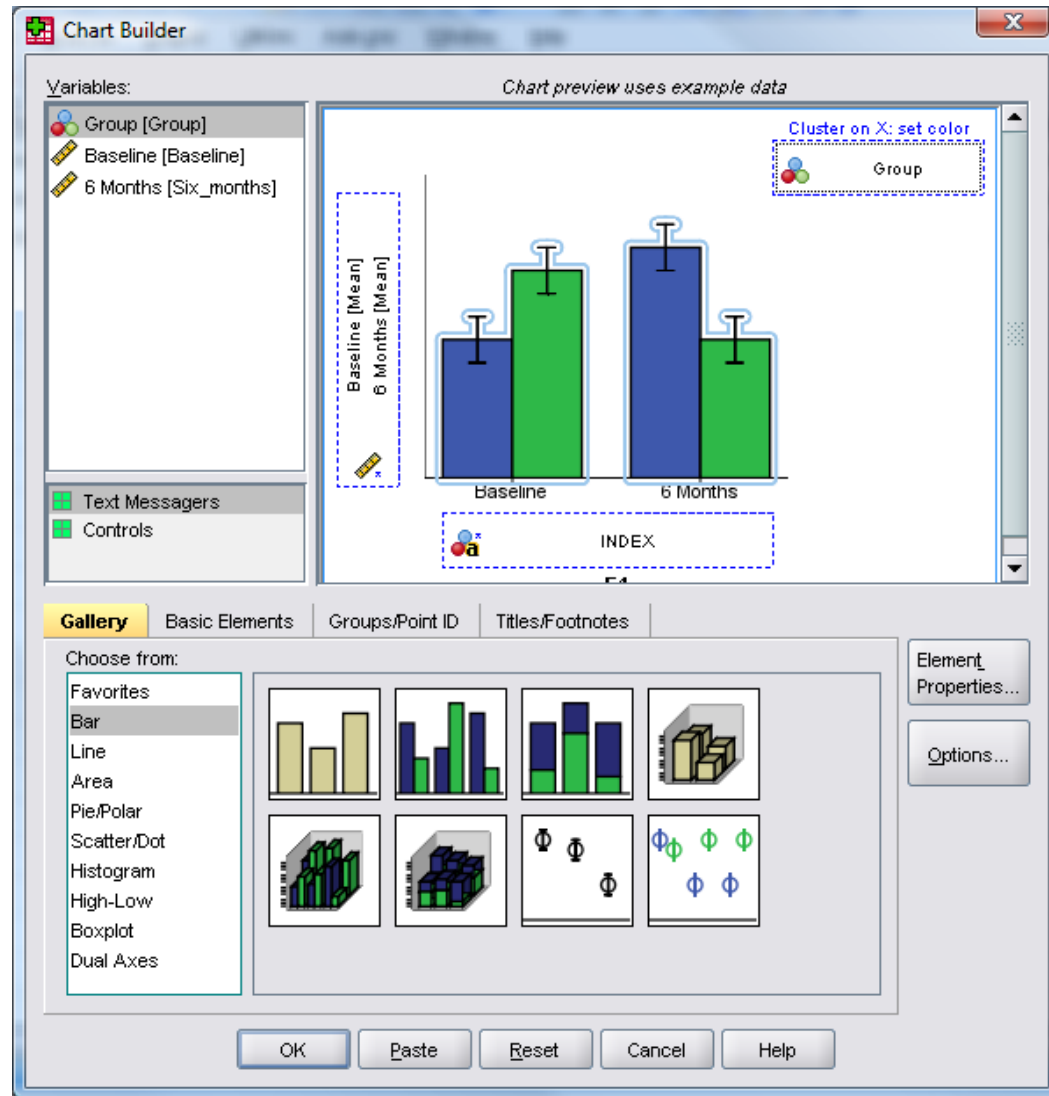 Chart Builder
Variables:
Chart preview uses example data
Group [Group]
Baseline [Baseline]
6 Months [Six_months]
Text Messagers
Controls
Cluster on X: set color
Group
Baseline [Mean]
6 Months [Mean]
Baseline
6 Months
a
INDEX
Gallery
Basic Elements
Groups/Point ID
Titles/Footnotes
Choose from:
Favorites
Bar
Line
Area
Pie/Polar
Scatter/Dot
Histogram
High-Low
Boxplot
Dual Axes
Element
Properties...
Options...
OK
Paste
Reset
Cancel
Help